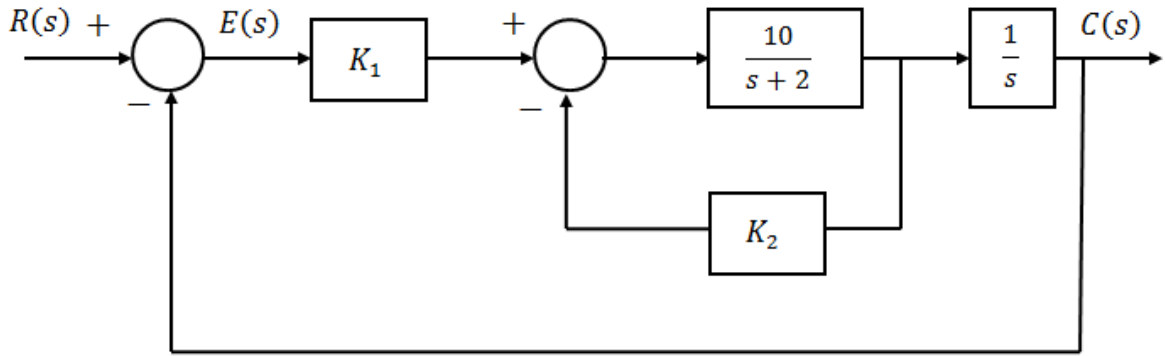 R(s) + E(s) + C(s)
K₁ 10 1
s + 2 s
− −
K₂